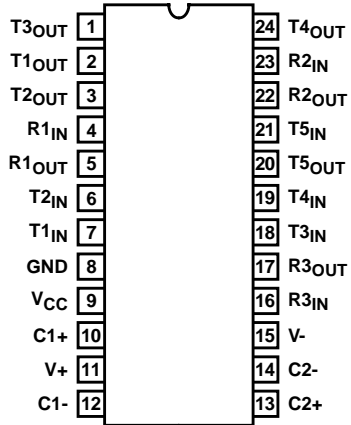 T3OUT 1 24 T4OUT
T1OUT 2 23 R2IN
T2OUT 3 22 R2OUT
R1IN 4 21 T5IN
R1OUT 5 20 T5OUT
T2IN 6 19 T4IN
T1IN 7 18 T3IN
GND 8 17 R3OUT
VCC 9 16 R3IN
C1+ 10 15 V-
V+ 11 14 C2-
C1- 12 13 C2+